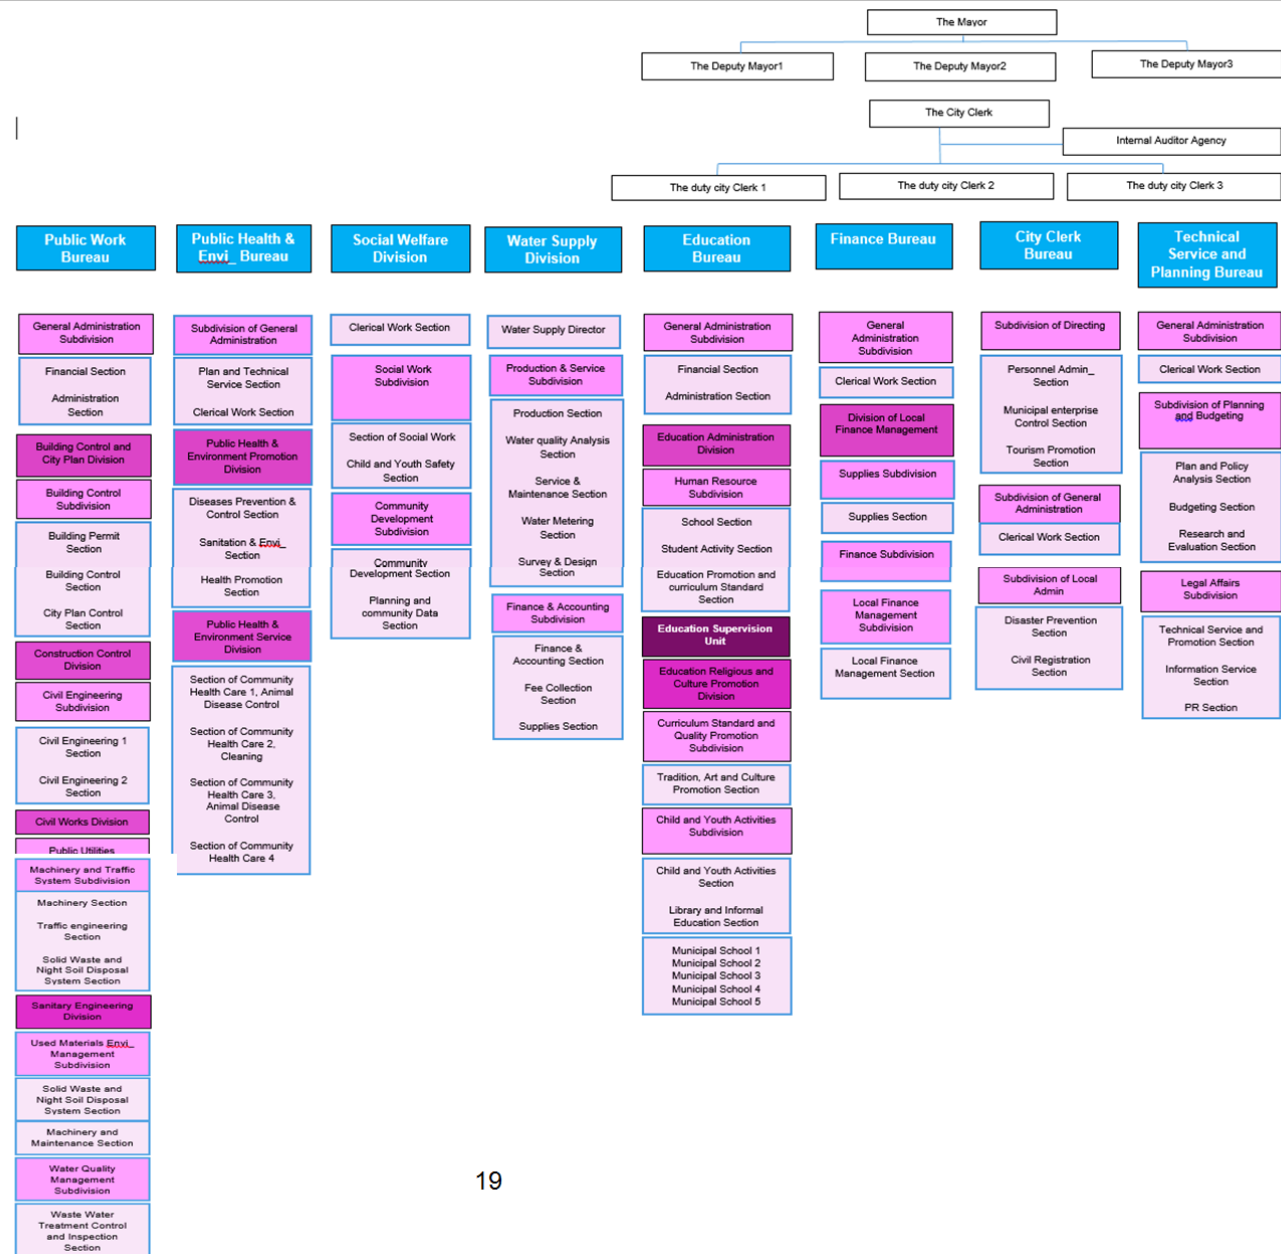 The Mayor
The Deputy Mayor1
The Deputy Mayor2
The Deputy Mayor3
The City Clerk
Internal Auditor Agency
The duty city Clerk 1
The duty city Clerk 2
The duty city Clerk 3
Public Work
Bureau
Public Health &
Envi_ Bureau
Social Welfare
Division
Water Supply
Division
Education
Bureau
Finance Bureau
City Clerk
Bureau
Technical
Service and
Planning Bureau
General Administration
Subdivision
Financial Section
Administration
Section
Building Control and
City Plan Division
Building Control
Subdivision
Building Permit
Section
Building Control
Section
City Plan Control
Section
Construction Control
Division
Civil Engineering
Subdivision
Civil Engineering 1
Section
Civil Engineering 2
Section
Civil Works Division
Public Utilities
Machinery and Traffic
System Subdivision
Machinery Section
Traffic engineering
Section
Solid Waste and
Night Soil Disposal
System Section
Sanitary Engineering
Division
Used Materials Envi_
Management
Subdivision
Solid Waste and
Night Soil Disposal
System Section
Machinery and
Maintenance Section
Water Quality
Management
Subdivision
Waste Water
Treatment Control
and Inspection
Section
Subdivision of General
Administration
Plan and Technical
Service Section
Clerical Work Section
Public Health &
Environment Promotion
Division
Diseases Prevention &
Control Section
Sanitation & Envi_
Section
Health Promotion
Section
Public Health &
Environment Service
Division
Section of Community
Health Care 1, Animal
Disease Control
Section of Community
Health Care 2,
Cleaning
Section of Community
Health Care 3,
Animal Disease
Control
Section of Community
Health Care 4
Clerical Work Section
Social Work
Subdivision
Section of Social Work
Child and Youth Safety
Section
Community
Development
Subdivision
Community
Development Section
Planning and
community Data
Section
Water Supply Director
Production & Service
Subdivision
Production Section
Water quality Analysis
Section
Service &
Maintenance Section
Water Metering
Section
Survey & Design
Section
Finance & Accounting
Subdivision
Finance &
Accounting Section
Fee Collection
Section
Supplies Section
General Administration
Subdivision
Financial Section
Administration Section
Education Administration
Division
Human Resource
Subdivision
School Section
Student Activity Section
Education Promotion and
curriculum Standard
Section
Education Supervision
Unit
Education Religious and
Culture Promotion
Division
Curriculum Standard and
Quality Promotion
Subdivision
Tradition, Art and Culture
Promotion Section
Child and Youth Activities
Subdivision
Child and Youth Activities
Section
Library and Informal
Education Section
Municipal School 1
Municipal School 2
Municipal School 3
Municipal School 4
Municipal School 5
General
Administration
Subdivision
Clerical Work Section
Division of Local
Finance Management
Supplies Subdivision
Supplies Section
Finance Subdivision
Local Finance
Management
Subdivision
Local Finance
Management Section
Subdivision of Directing
Personnel Admin_
Section
Municipal enterprise
Control Section
Tourism Promotion
Section
Subdivision of General
Administration
Clerical Work Section
Subdivision of Local
Admin
Disaster Prevention
Section
Civil Registration
Section
General Administration
Subdivision
Clerical Work Section
Subdivision of Planning
and Budgeting
Plan and Policy
Analysis Section
Budgeting Section
Research and
Evaluation Section
Legal Affairs
Subdivision
Technical Service and
Promotion Section
Information Service
Section
PR Section
19